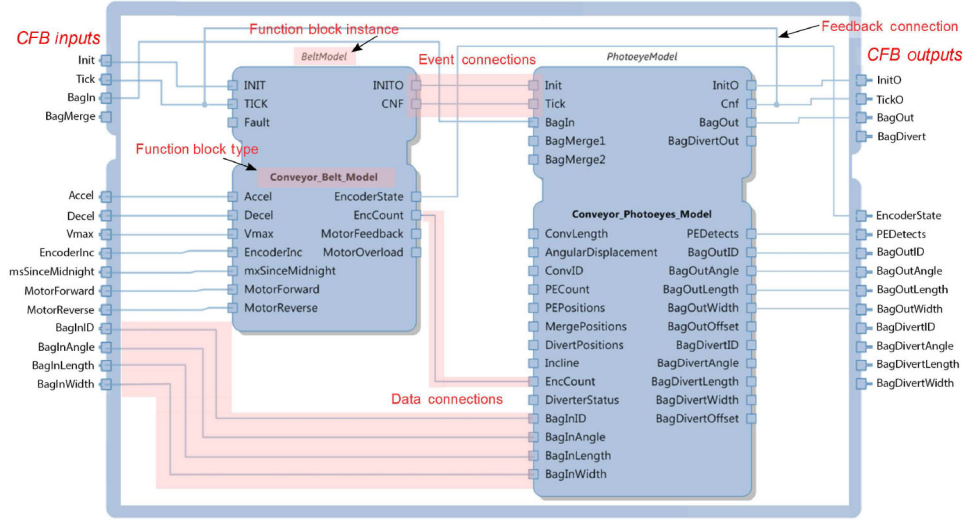 Function block instance
Feedback connection
CFB inputs
BeltModel
Event connections
PhotoeyeModel
CFB outputs
Init
Tick
BagIn
BagMerge
INIT
TICK
Fault
INITO
CNF
Init
Tick
BagIn
BagMerge1
BagMerge2
InitO
Cnf
BagOut
BagDivertOut
InitO
TickO
BagOut
BagDivert
Function block type
Conveyor_Belt_Model
Accel
Decel
Vmax
EncoderInc
msSinceMidnight
MotorForward
MotorReverse
BagInID
BagInAngle
BagInLength
BagInWidth
Accel
Decel
Vmax
EncoderInc
mxSinceMidnight
MotorForward
MotorReverse
EncoderState
EncCount
MotorFeedback
MotorOverload
Data connections
Conveyor_Photoeyes_Model
ConvLength
AngularDisplacement
ConvID
PECount
PEPositions
MergePositions
DivertPositions
Incline
EncCount
DiverterStatus
BagInID
BagInAngle
BagInLength
BagInWidth
PEDetects
BagOutID
BagOutAngle
BagOutLength
BagOutWidth
BagOutOffset
BagDivertID
BagDivertAngle
BagDivertLength
BagDivertWidth
BagDivertOffset
EncoderState
PEDetects
BagOutID
BagOutAngle
BagOutLength
BagOutWidth
BagDivertID
BagDivertAngle
BagDivertLength
BagDivertWidth